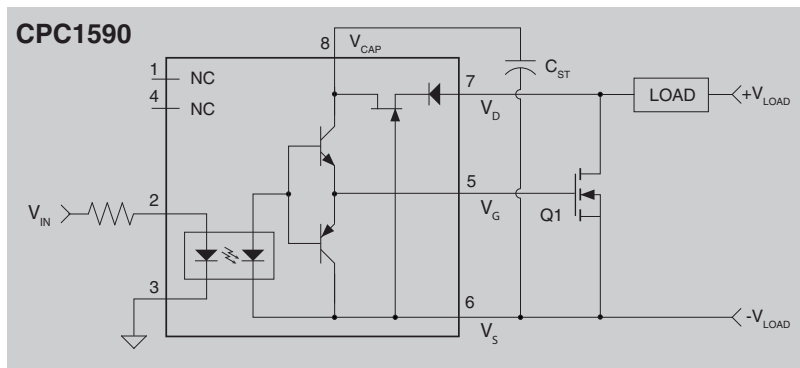 CPC1590
8 V_CAP
C_ST
1 NC
4 NC
7
V_D
LOAD
+V_LOAD
2
5
V_IN
V_G
Q1
3
6
V_S
-V_LOAD